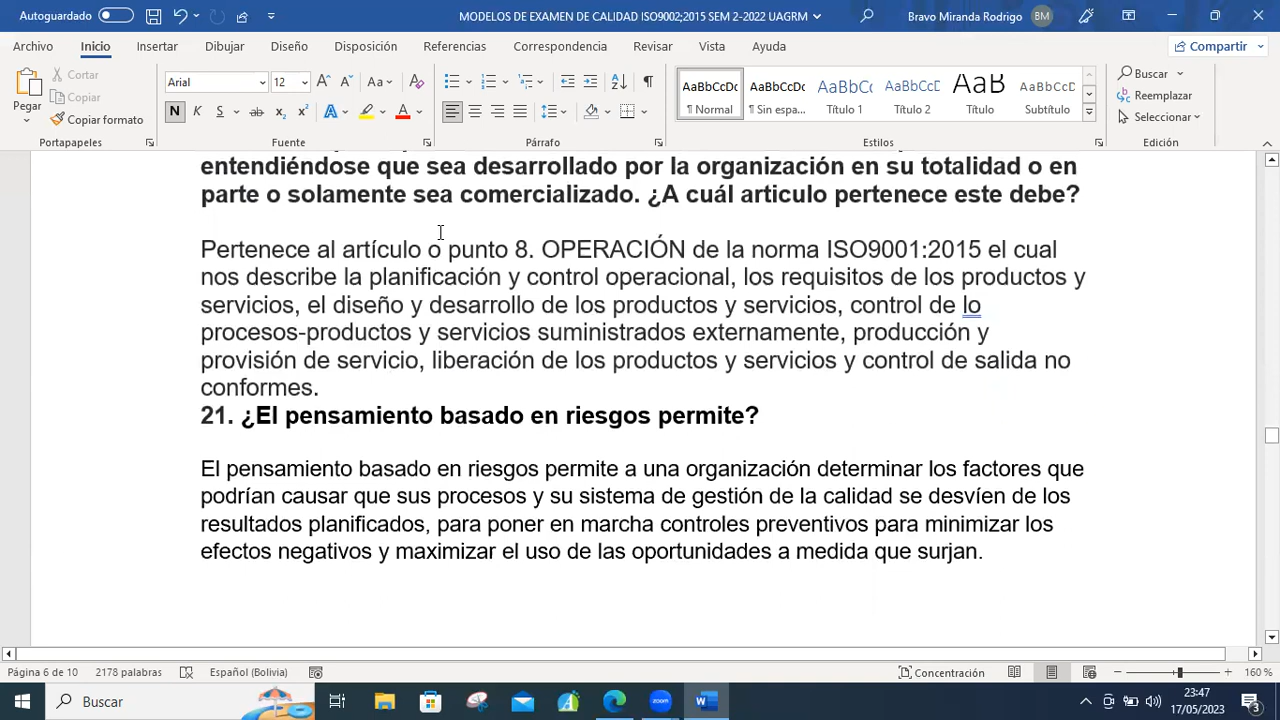 Autoguardado
MODELOS DE EXAMEN DE CALIDAD ISO9002;2015 SEM 2-2022 UAGRM
Bravo Miranda Rodrigo
BM
Archivo
Inicio
Insertar
Dibujar
Diseño
Disposición
Referencias
Correspondencia
Revisar
Vista
Ayuda
Compartir
Pegar
Cortar
Copiar
Copiar formato
Portapapeles
Arial
12
Aa
N K S ab x₂ x²
Fuente
Párrafo
AaBbCcDc
¶ Normal
AaBbCcDc
¶ Sin espa...
AaBbCc
Título 1
AaBbCcD
Título 2
AaB
Título
AaBbCcD
Subtítulo
Estilos
Buscar
Reemplazar
Seleccionar
Edición
entendiéndose que sea desarrollado por la organización en su totalidad o en
parte o solamente sea comercializado. ¿A cuál articulo pertenece este debe?
Pertenece al artículo o punto 8. OPERACIÓN de la norma ISO9001:2015 el cual
nos describe la planificación y control operacional, los requisitos de los productos y
servicios, el diseño y desarrollo de los productos y servicios, control de lo
procesos-productos y servicios suministrados externamente, producción y
provisión de servicio, liberación de los productos y servicios y control de salida no
conformes.
21. ¿El pensamiento basado en riesgos permite?
El pensamiento basado en riesgos permite a una organización determinar los factores que
podrían causar que sus procesos y su sistema de gestión de la calidad se desvíen de los
resultados planificados, para poner en marcha controles preventivos para minimizar los
efectos negativos y maximizar el uso de las oportunidades a medida que surjan.
Página 6 de 10
2178 palabras
Español (Bolivia)
Concentración
160 %
Buscar
zoom
23:47
17/05/2023
3